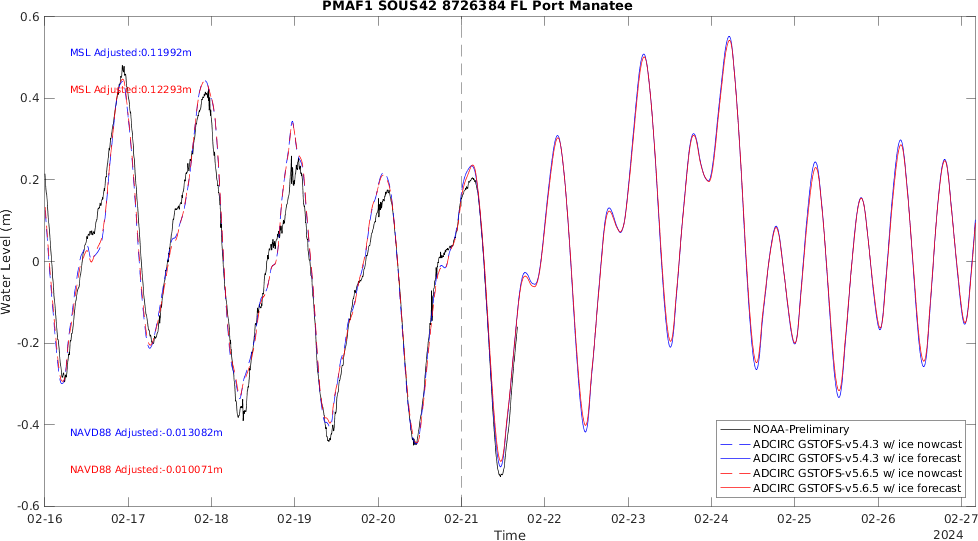 PMAF1 SOUS42 8726384 FL Port Manatee
0.6
0.4
0.2
0
-0.2
-0.4
-0.6
Water Level (m)
MSL Adjusted:0.11992m
MSL Adjusted:0.12293m
NAVD88 Adjusted:-0.013082m
NAVD88 Adjusted:-0.010071m
NOAA-Preliminary
ADCIRC GSTOFS-v5.4.3 w/ ice nowcast
ADCIRC GSTOFS-v5.4.3 w/ ice forecast
ADCIRC GSTOFS-v5.6.5 w/ ice nowcast
ADCIRC GSTOFS-v5.6.5 w/ ice forecast
02-16 02-17 02-18 02-19 02-20 02-21 02-22 02-23 02-24 02-25 02-26 02-27
Time
2024